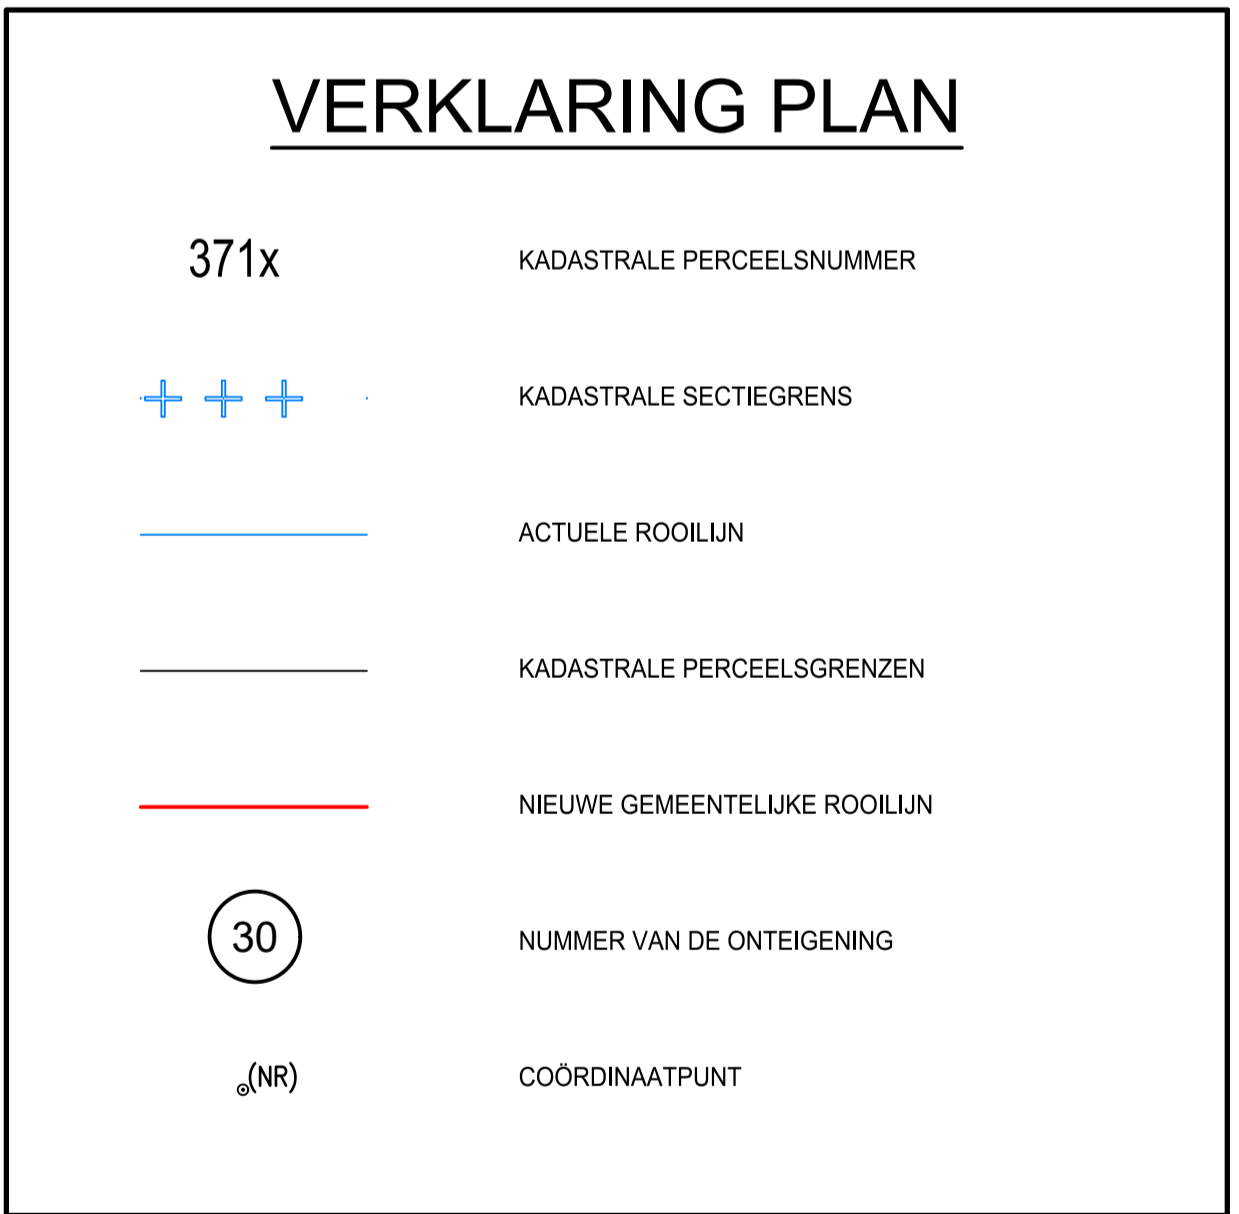 VERKLARING PLAN
371x KADASTRALE PERCEELSNUMMER
KADASTRALE SECTIEGRENS
ACTUELE ROOILIJN
KADASTRALE PERCEELSGRENZEN
NIEUWE GEMEENTELIJKE ROOILIJN
30 NUMMER VAN DE ONTEIGENING
(NR) COÖRDINAATPUNT